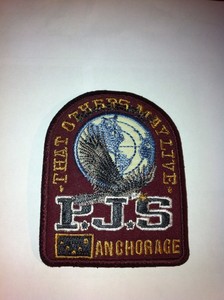 THAT OTHERS MAY LIVE
P.J.S
ANCHORAGE